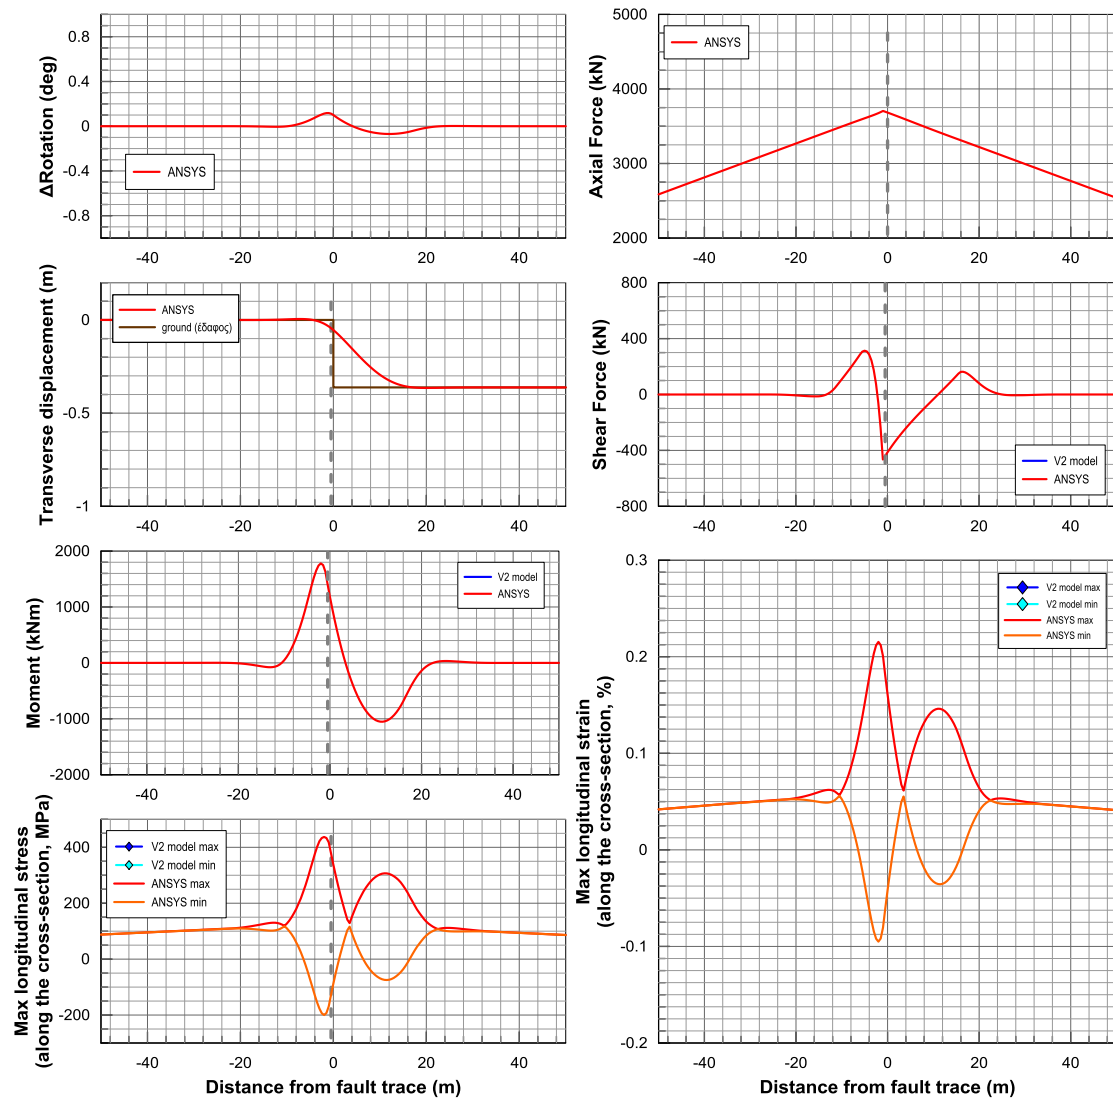 ΔRotation (deg)
0.8
0.4
0
-0.4
-0.8
ANSYS
-40 -20 0 20 40
Axial Force (kN)
5000
4000
3000
2000
ANSYS
-40 -20 0 20 40
Transverse displacement (m)
0
-0.5
-1
ANSYS
ground (έδαφος)
-40 -20 0 20 40
Shear Force (kN)
800
400
0
-400
-800
V2 model
ANSYS
-40 -20 0 20 40
Moment (kNm)
2000
1000
0
-1000
-2000
V2 model
ANSYS
-40 -20 0 20 40
Max longitudinal stress
(along the cross-section, MPa)
400
200
0
-200
V2 model max
V2 model min
ANSYS max
ANSYS min
-40 -20 0 20 40
Distance from fault trace (m)
Max longitudinal strain
(along the cross-section, %)
0.3
0.2
0.1
0
-0.1
-0.2
V2 model max
V2 model min
ANSYS max
ANSYS min
-40 -20 0 20 40
Distance from fault trace (m)